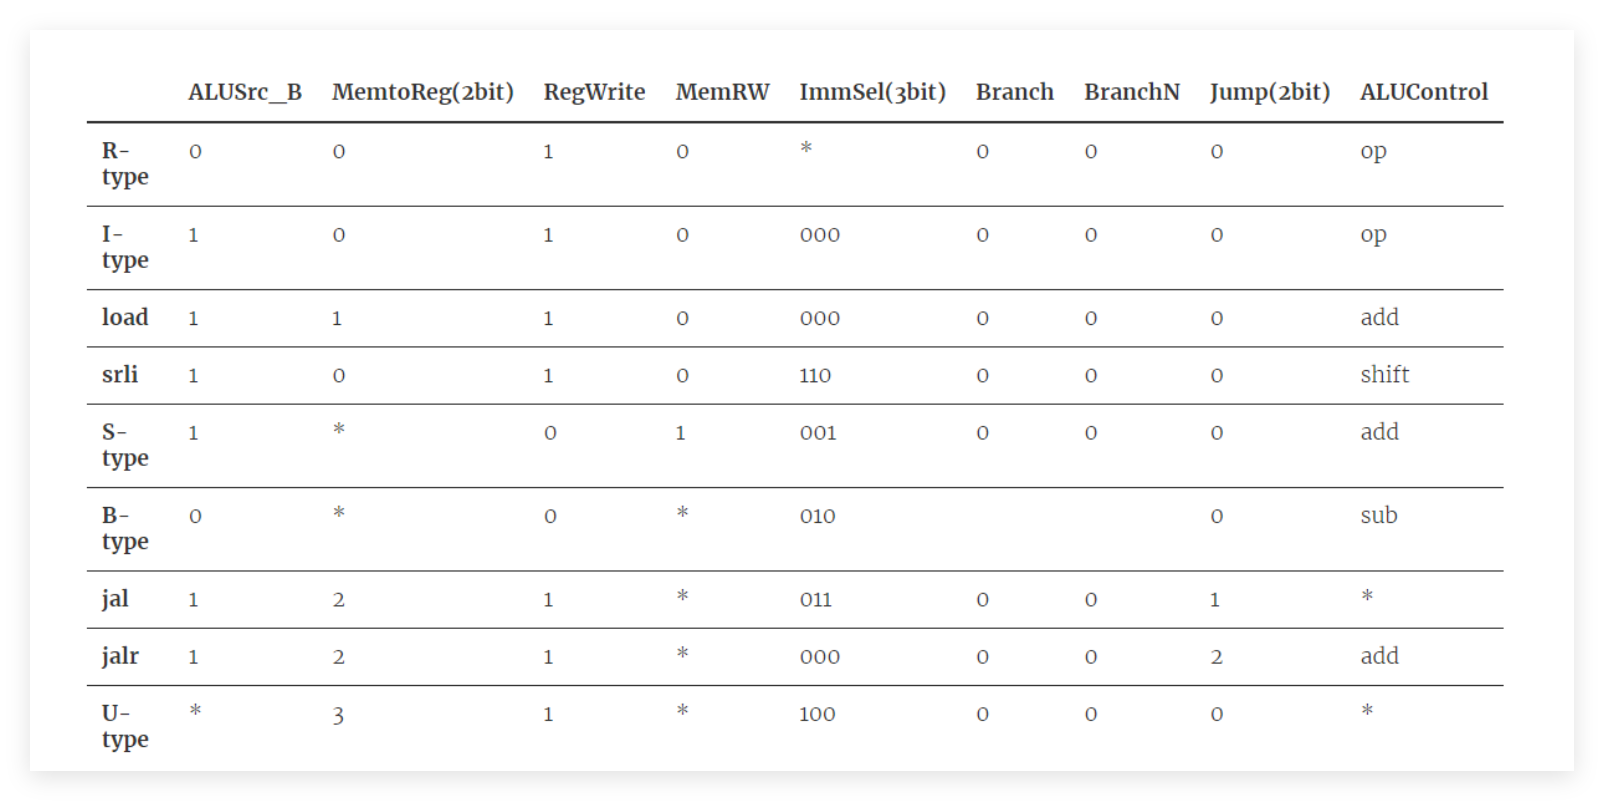 ALUSrc_B MemtoReg(2bit) RegWrite MemRW ImmSel(3bit) Branch BranchN Jump(2bit) ALUControl
R-type 0 0 1 0 * 0 0 0 op
I-type 1 0 1 0 000 0 0 0 op
load 1 1 1 0 000 0 0 0 add
srli 1 0 1 0 110 0 0 0 shift
S-type 1 * 0 1 001 0 0 0 add
B-type 0 * 0 * 010 0 sub
jal 1 2 1 * 011 0 0 1 *
jalr 1 2 1 * 000 0 0 2 add
U-type * 3 1 * 100 0 0 0 *